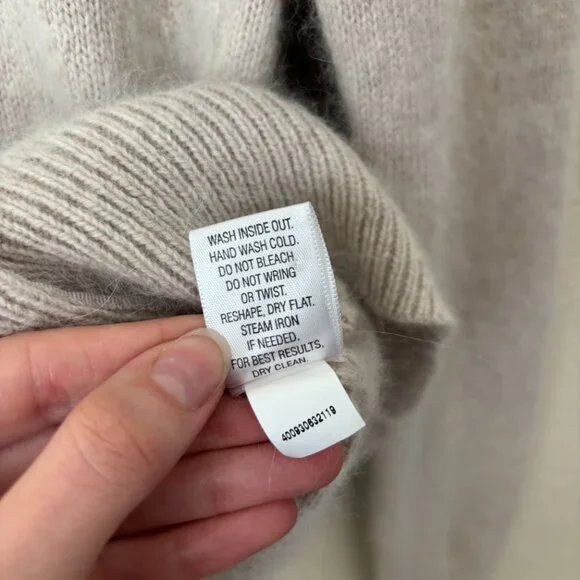 WASH INSIDE OUT.
HAND WASH COLD.
DO NOT BLEACH
DO NOT WRING
OR TWIST.
RESHAPE, DRY FLAT.
STEAM IRON
IF NEEDED.
FOR BEST RESULTS,
DRY CLEAN
400930632119